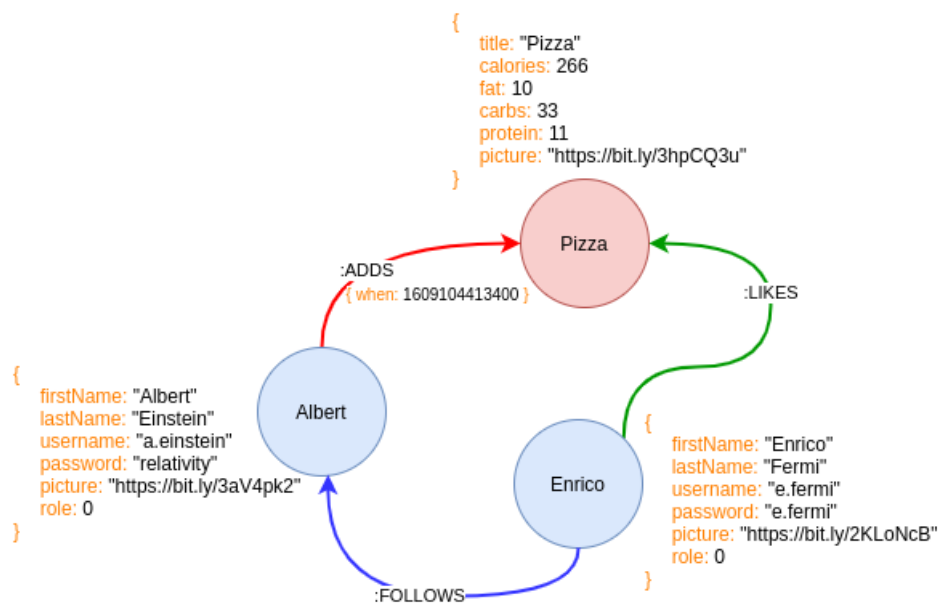 {
title: "Pizza"
calories: 266
fat: 10
carbs: 33
protein: 11
picture: "https://bit.ly/3hpCQ3u"
}
Pizza
:ADDS
{ when: 1609104413400 }
:LIKES
{
firstName: "Albert"
lastName: "Einstein"
username: "a.einstein"
password: "relativity"
picture: "https://bit.ly/3aV4pk2"
role: 0
}
Albert
Enrico
{
firstName: "Enrico"
lastName: "Fermi"
username: "e.fermi"
password: "e.fermi"
picture: "https://bit.ly/2KLoNcB"
role: 0
}
:FOLLOWS